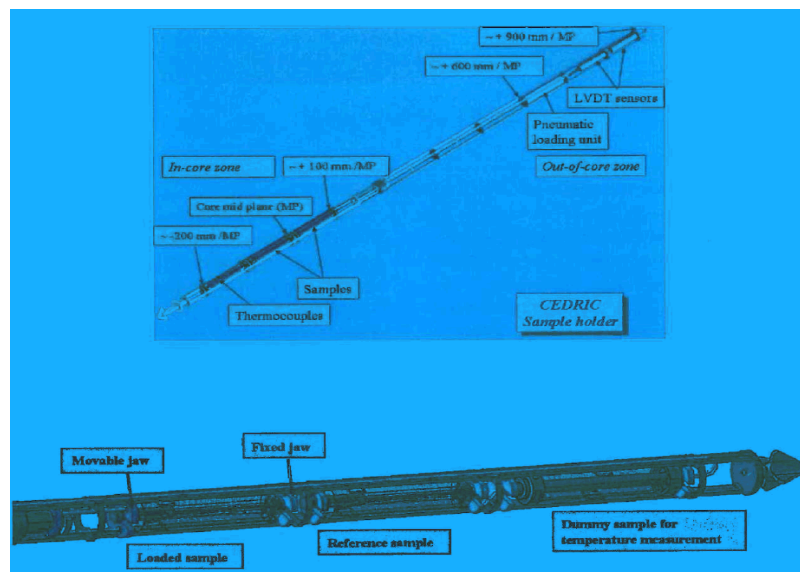 ~ + 900 mm / MP
~ + 600 mm / MP
LVDT sensors
Pneumatic
loading unit
In-core zone
~ + 100 mm /MP
Out-of-core zone
Core mid plane (MP)
~ -200 mm /MP
Samples
Thermocouples
CEDRIC
Sample holder
Fixed jaw
Movable jaw
Dummy sample for
temperature measurement
Reference sample
Loaded sample